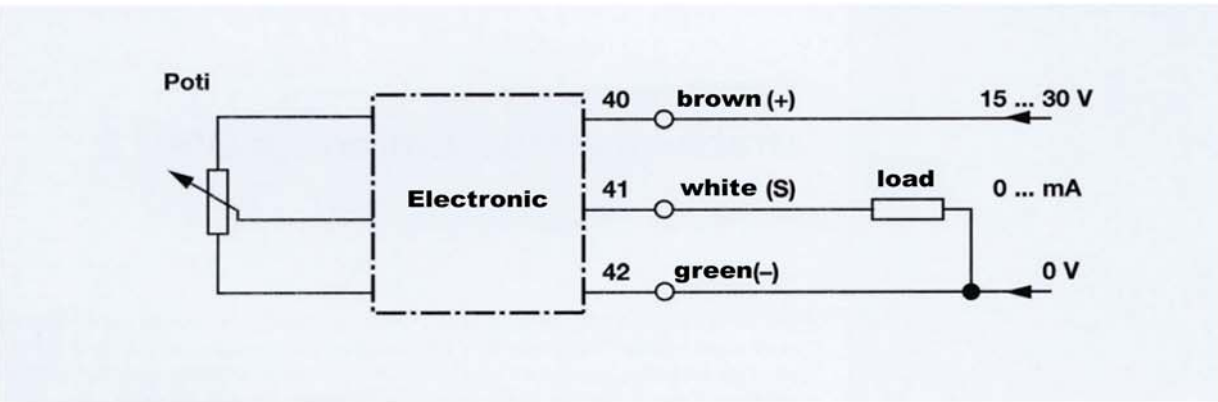 Poti
40 brown (+) 15 ... 30 V
Electronic
41 white (S) load 0 ... mA
42 green(–) 0 V